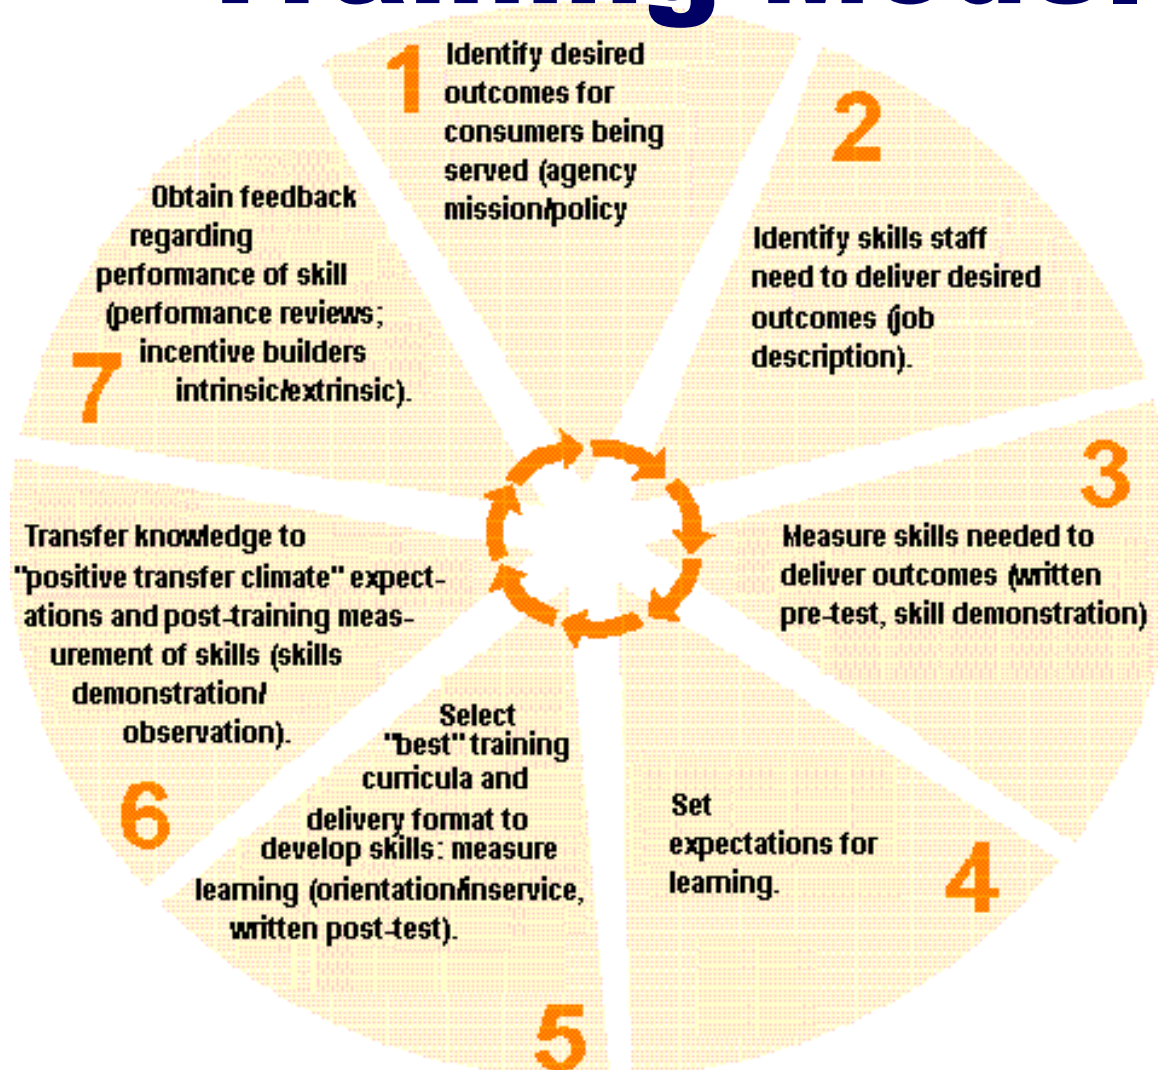 Training Model
1
Identify desired
outcomes for
consumers being
served (agency
mission/policy
2
Identify skills staff
need to deliver desired
outcomes (job
description).
3
Measure skills needed to
deliver outcomes (written
pre-test, skill demonstration)
4
Set
expectations for
learning.
5
Select
"best" training
curricula and
delivery format to
develop skills: measure
learning (orientation/inservice,
written post-test).
6
Transfer knowledge to
"positive transfer climate" expect-
ations and post-training meas-
urement of skills (skills
demonstration/
observation).
7
Obtain feedback
regarding
performance of skill
(performance reviews;
incentive builders
intrinsic/extrinsic).